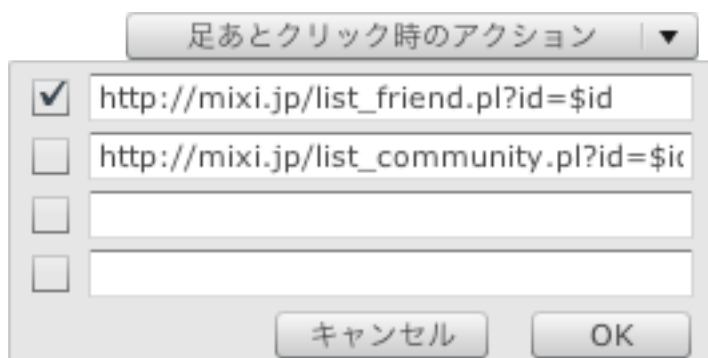 足あとクリック時のアクション ▼
http://mixi.jp/list_friend.pl?id=$id
http://mixi.jp/list_community.pl?id=$ic
キャンセル OK